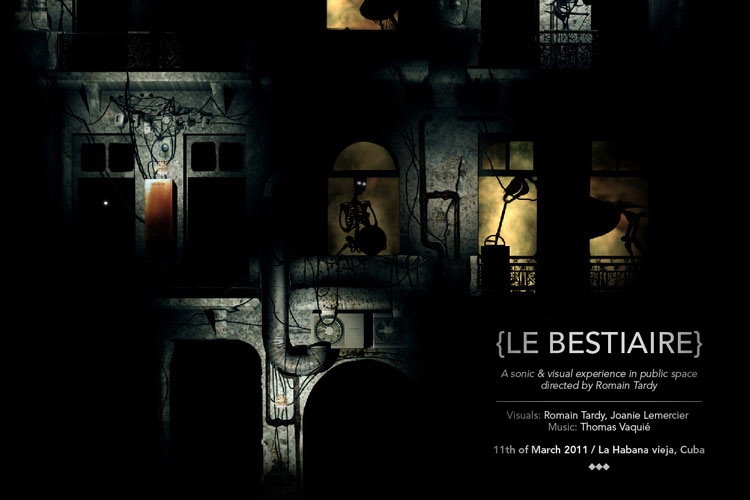 {LE BESTIAIRE}
A sonic & visual experience in public space
directed by Romain Tardy
Visuals: Romain Tardy, Joanie Lemercier
Music: Thomas Vaquié
11th of March 2011 / La Habana vieja, Cuba